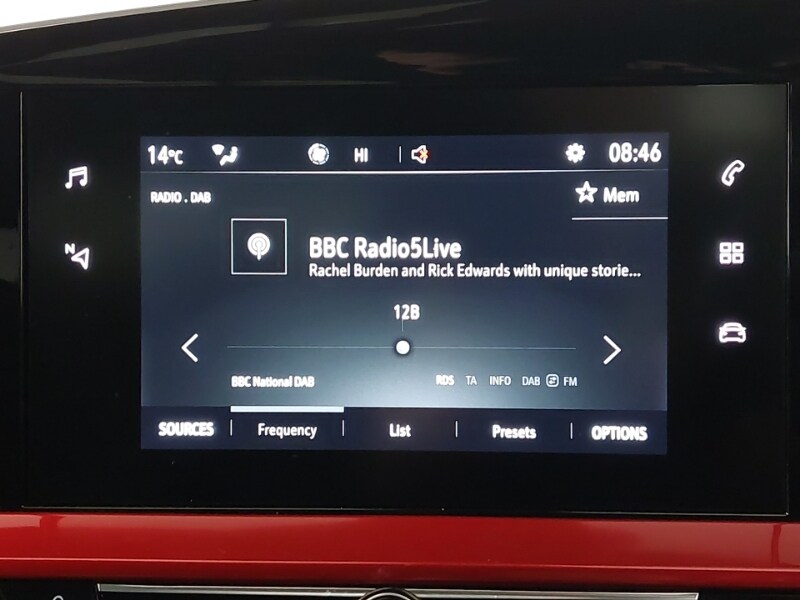 14°C HI 08:46
RADIO . DAB
Mem
N
BBC Radio5Live
Rachel Burden and Rick Edwards with unique storie...
12B
BBC National DAB RDS TA INFO DAB FM
SOURCES Frequency List Presets OPTIONS